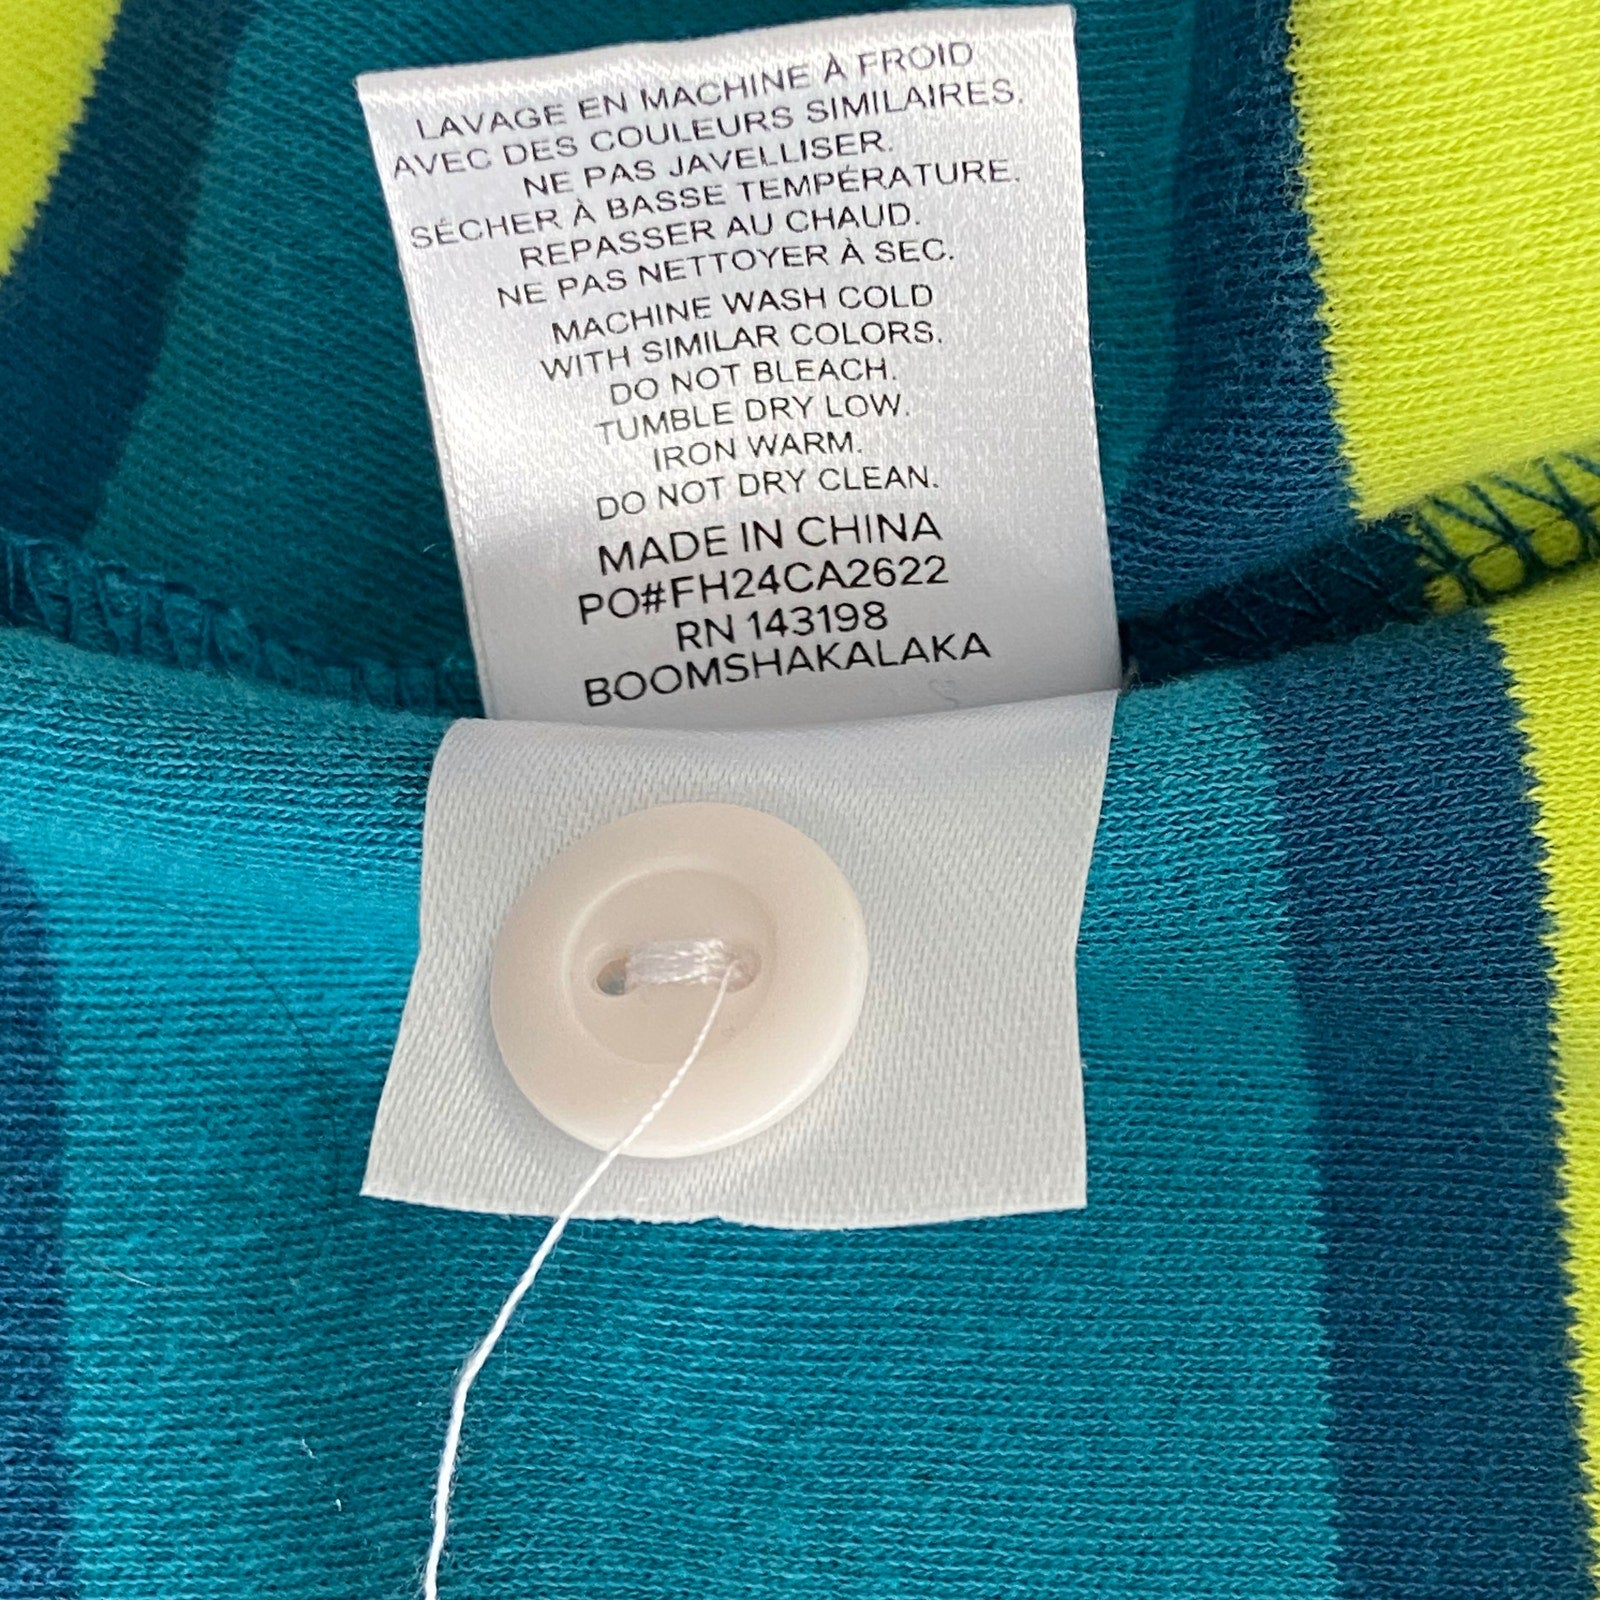 LAVAGE EN MACHINE À FROID
AVEC DES COULEURS SIMILAIRES.
NE PAS JAVELLISER.
SÉCHER À BASSE TEMPÉRATURE.
REPASSER AU CHAUD.
NE PAS NETTOYER À SEC.
MACHINE WASH COLD
WITH SIMILAR COLORS.
DO NOT BLEACH.
TUMBLE DRY LOW.
IRON WARM.
DO NOT DRY CLEAN.
MADE IN CHINA
PO#FH24CA2622
RN 143198
BOOMSHAKALAKA